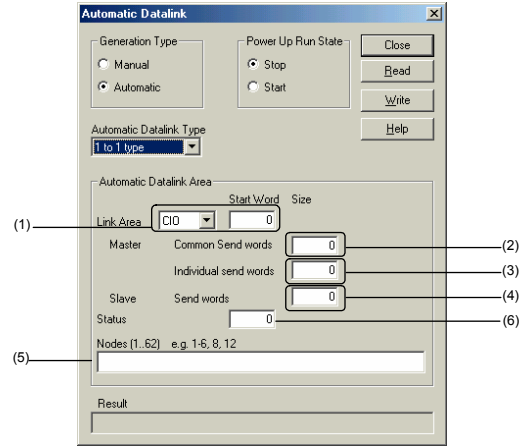 Automatic Datalink
Generation Type
Manual
Automatic
Power Up Run State
Stop
Start
Close
Read
Write
Help
Automatic Datalink Type
1 to 1 type
Automatic Datalink Area
Start Word Size
(1) Link Area CIO 0
Master Common Send words 0 (2)
Individual send words 0 (3)
Slave Send words 0 (4)
Status 0 (6)
Nodes (1..62) e.g. 1-6, 8, 12
(5)
Result